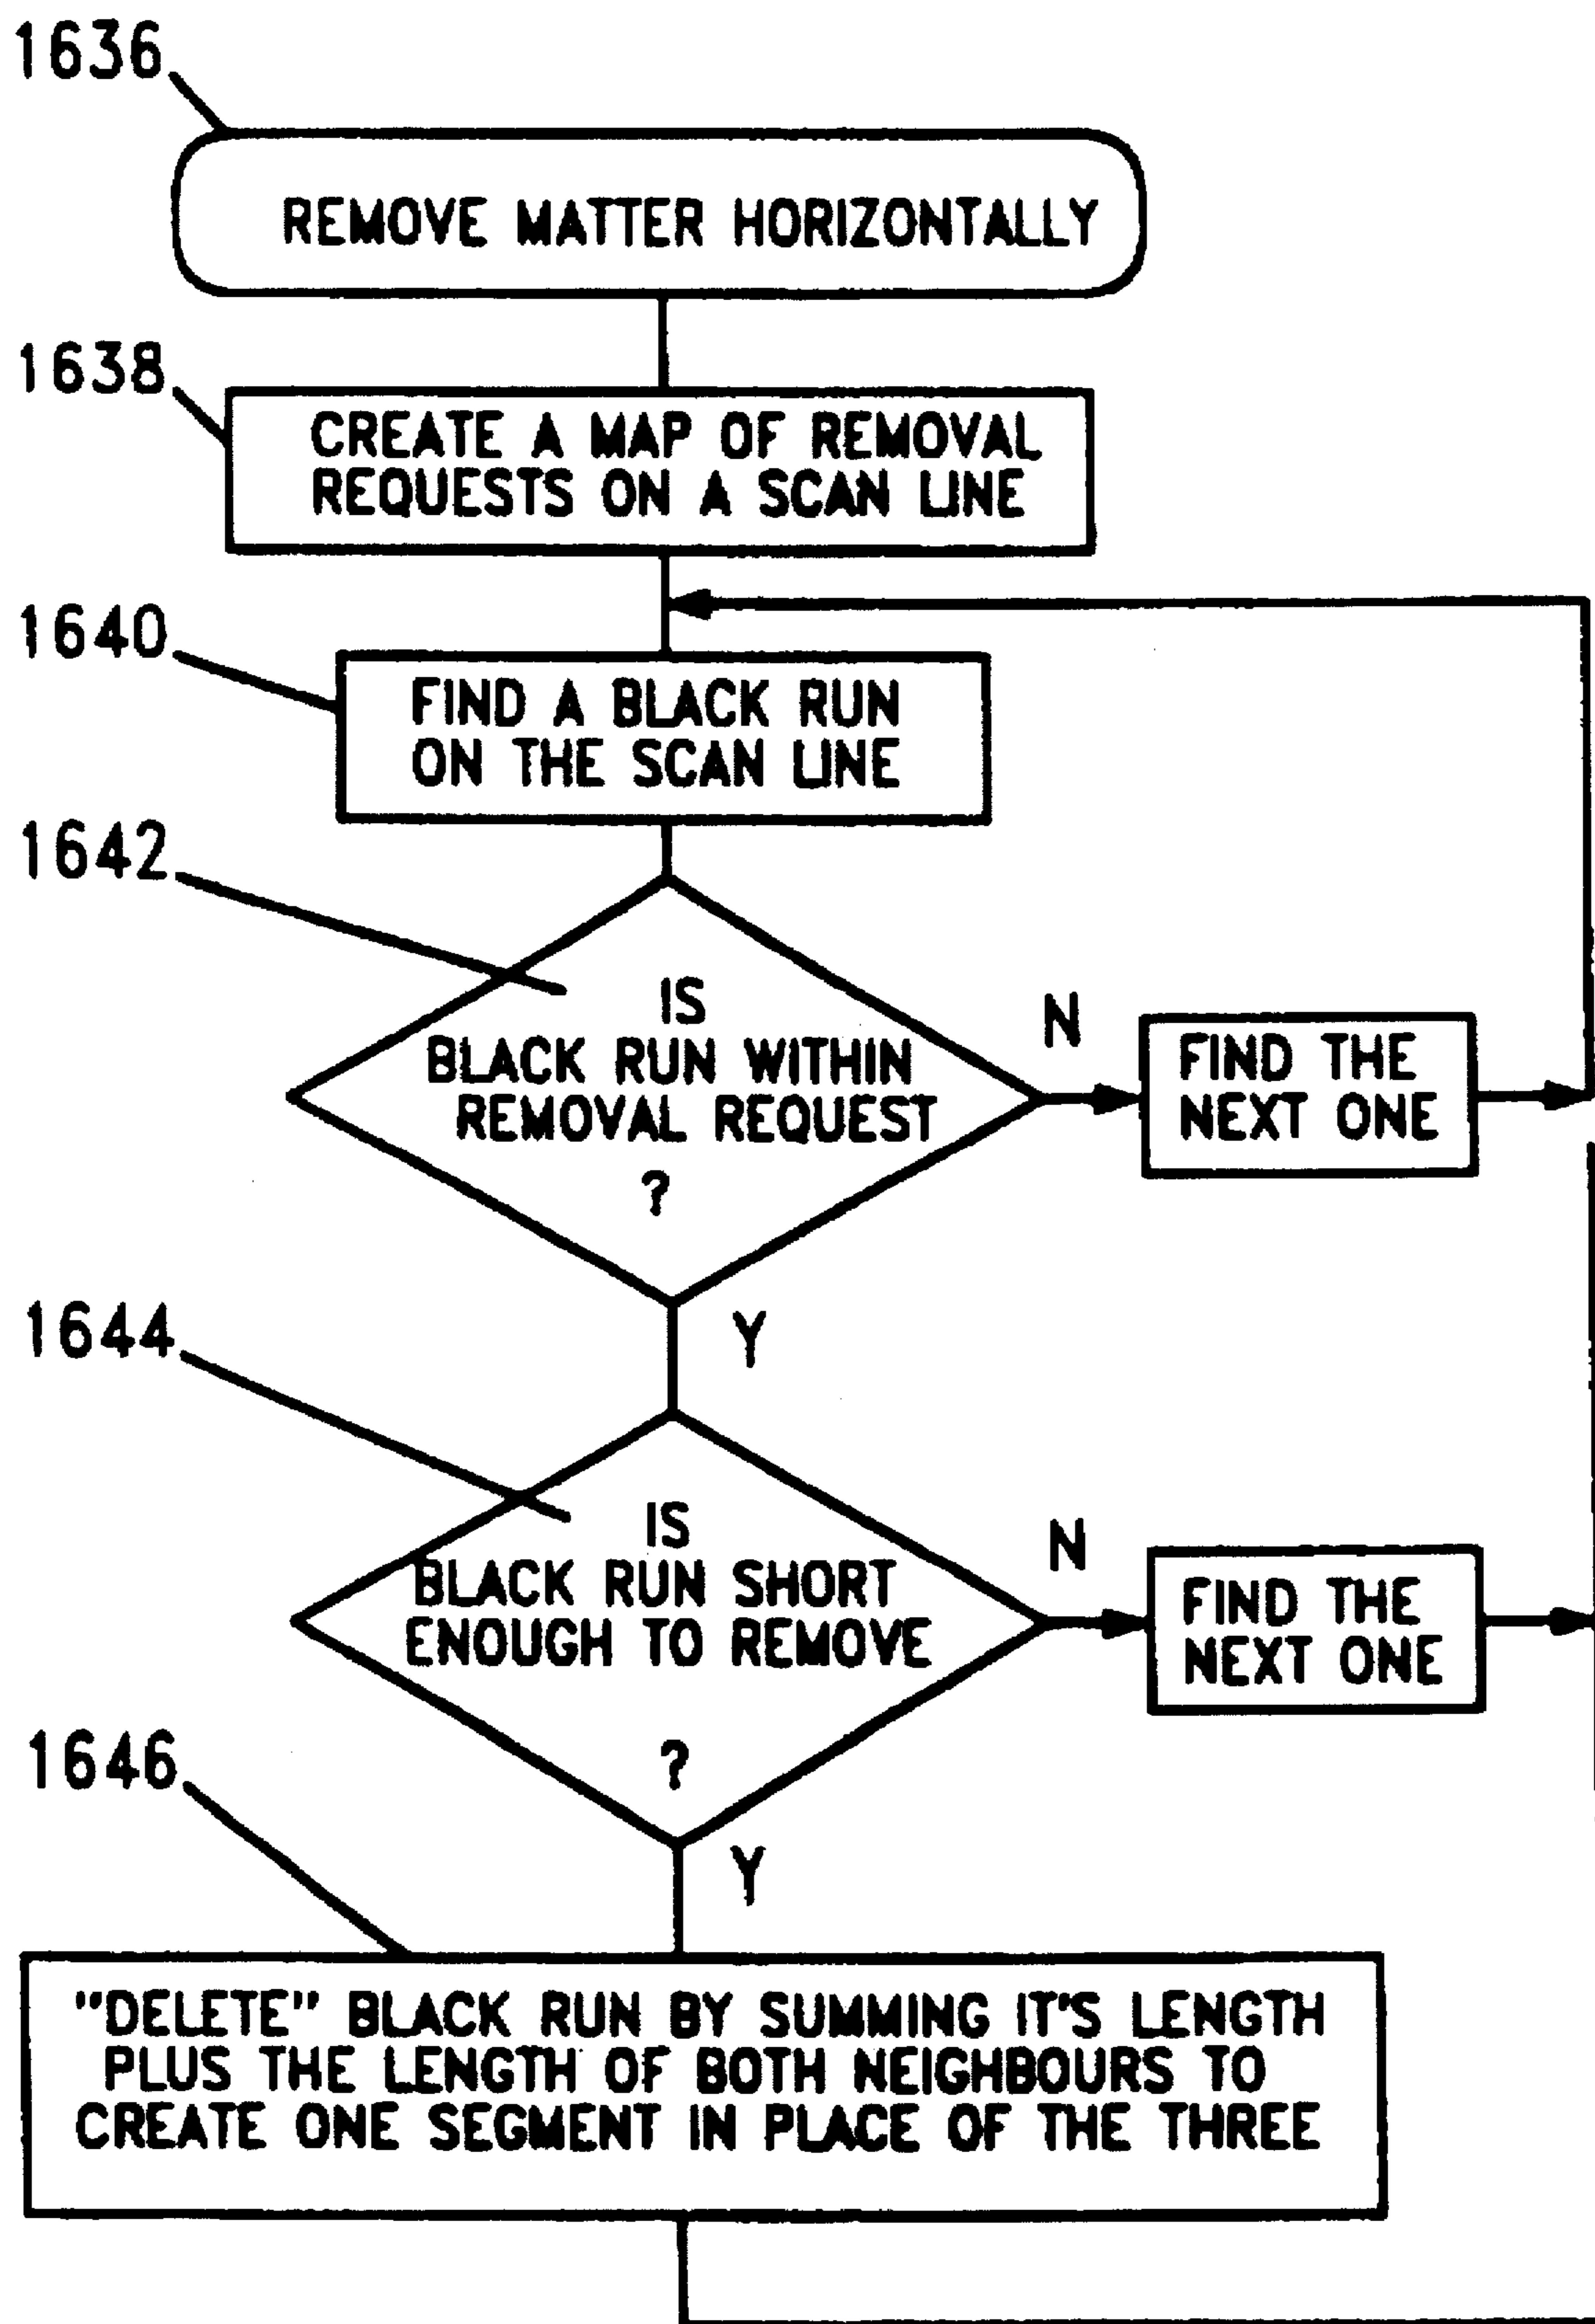 1636
REMOVE MATTER HORIZONTALLY
1638
CREATE A MAP OF REMOVAL
REQUESTS ON A SCAN LINE
1640
FIND A BLACK RUN
ON THE SCAN LINE
1642
IS
BLACK RUN WITHIN
REMOVAL REQUEST
?
N
FIND THE
NEXT ONE
Y
1644
IS
BLACK RUN SHORT
ENOUGH TO REMOVE
?
N
FIND THE
NEXT ONE
Y
1646
"DELETE" BLACK RUN BY SUMMING IT'S LENGTH
PLUS THE LENGTH OF BOTH NEIGHBOURS TO
CREATE ONE SEGMENT IN PLACE OF THE THREE